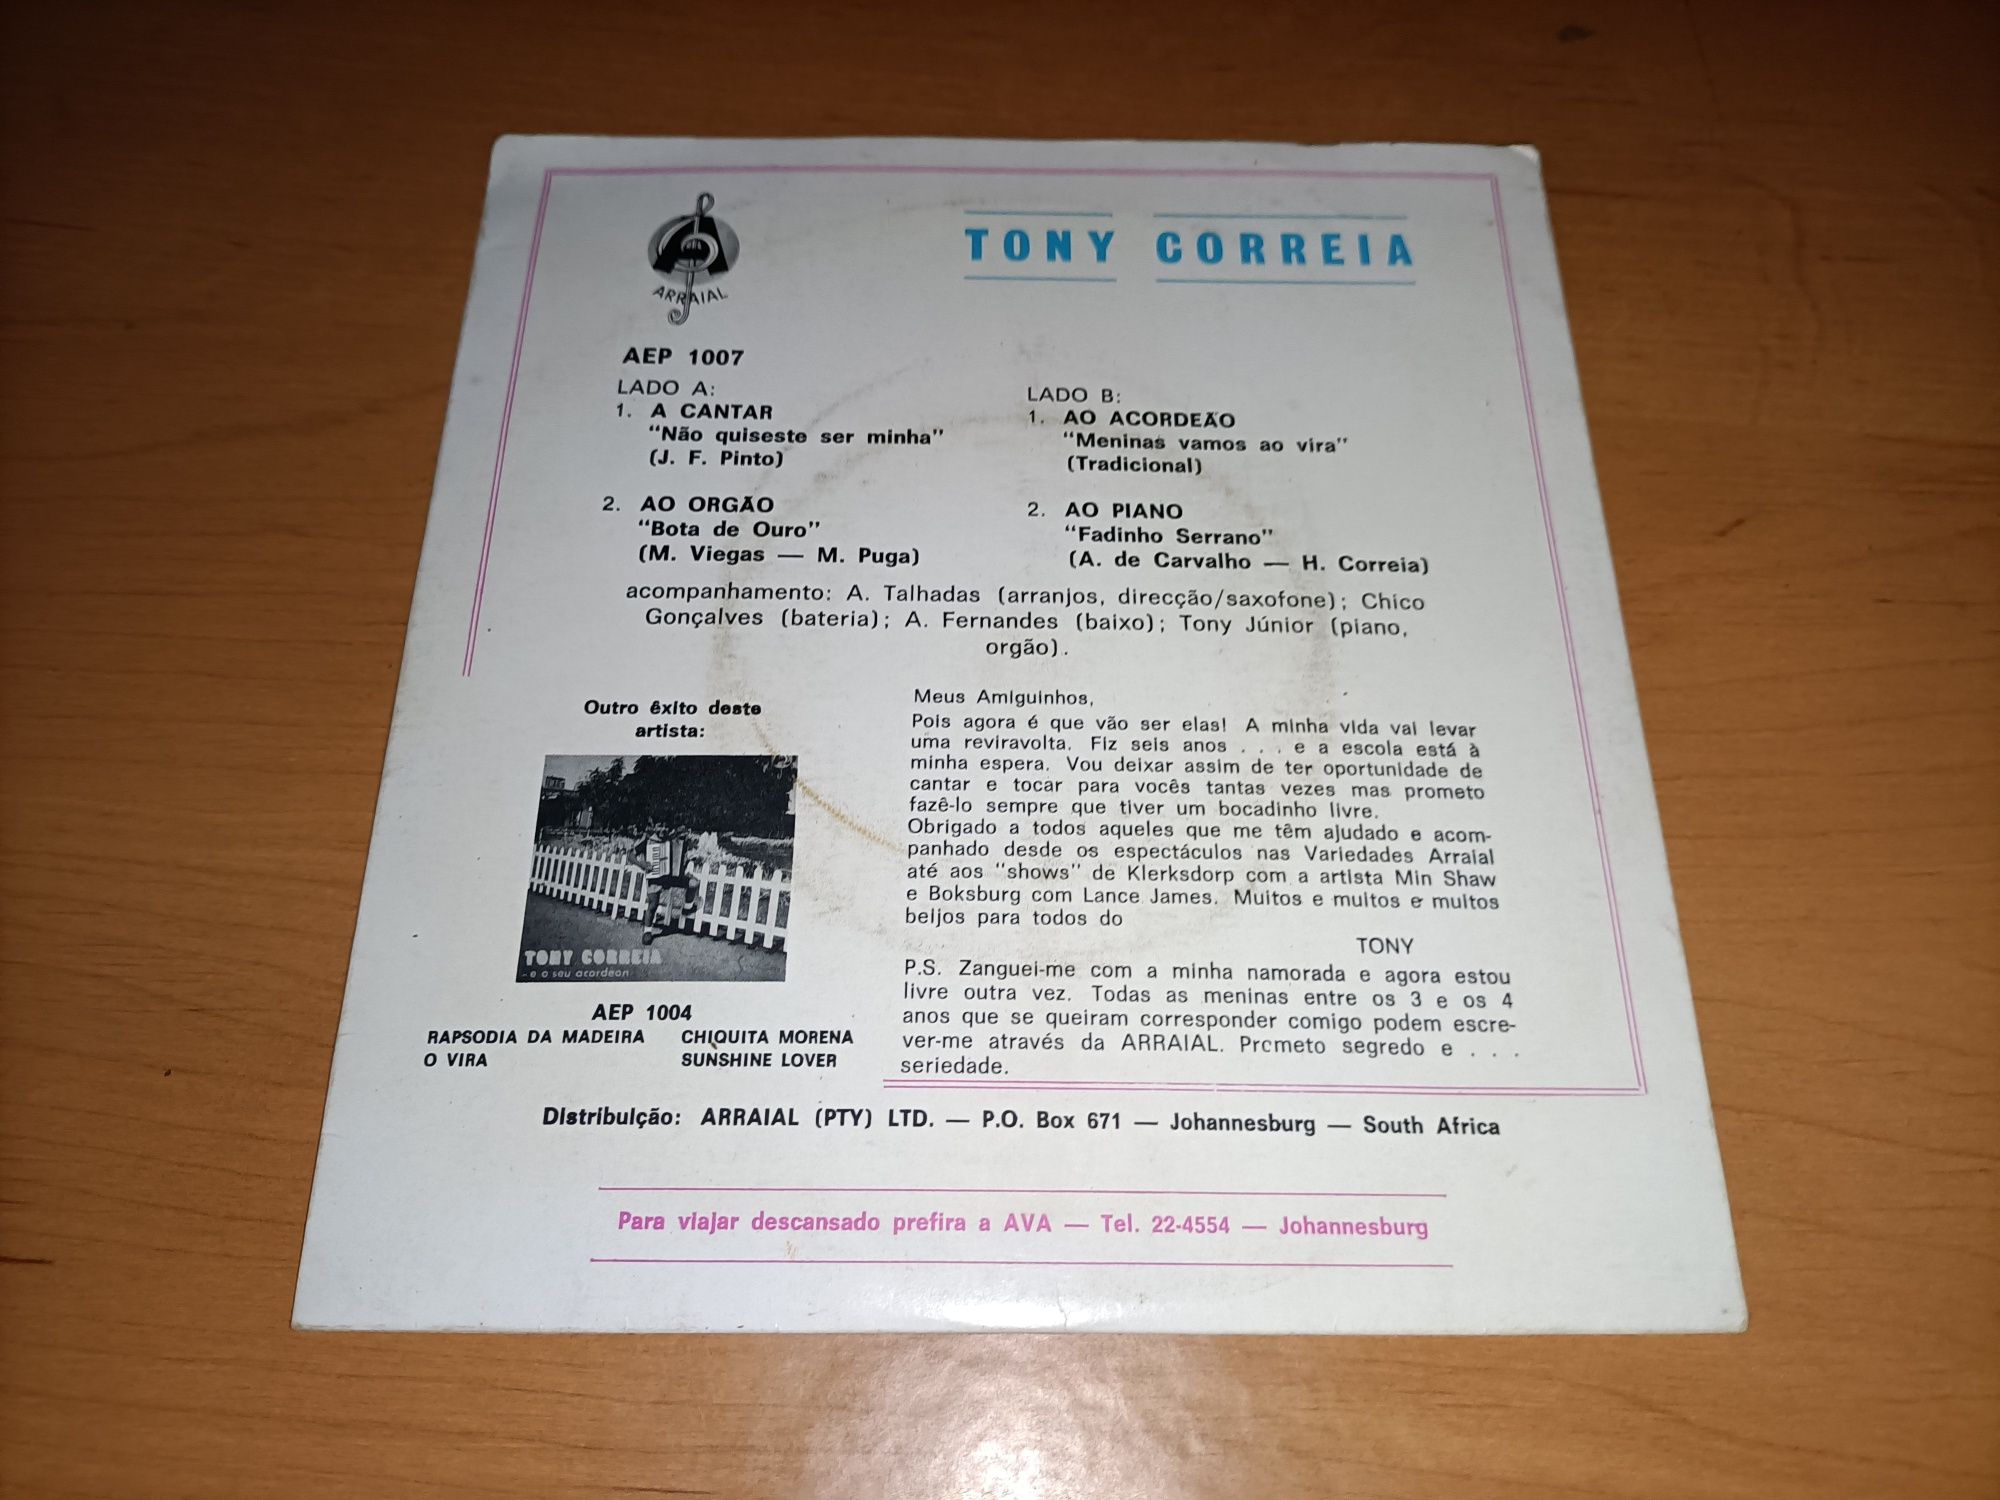 ARRAIAL
TONY CORREIA
AEP 1007
LADO A:
1. A CANTAR
"Não quiseste ser minha"
(J. F. Pinto)
2. AO ORGÃO
"Bota de Ouro"
(M. Viegas — M. Puga)
LADO B:
1. AO ACORDEÃO
"Meninas vamos ao vira"
(Tradicional)
2. AO PIANO
"Fadinho Serrano"
(A. de Carvalho — H. Correia)
acompanhamento: A. Talhadas (arranjos, direcção/saxofone); Chico
Gonçalves (bateria); A. Fernandes (baixo); Tony Júnior (piano,
orgão).
Outro êxito deste
artista:
TONY CORREIA
- e o seu acordeon
AEP 1004
RAPSODIA DA MADEIRA CHIQUITA MORENA
O VIRA SUNSHINE LOVER
Meus Amiguinhos,
Pois agora é que vão ser elas! A minha vida vai levar
uma reviravolta. Fiz seis anos . . . e a escola está à
minha espera. Vou deixar assim de ter oportunidade de
cantar e tocar para vocês tantas vezes mas prometo
fazê-lo sempre que tiver um bocadinho livre.
Obrigado a todos aqueles que me têm ajudado e acom-
panhado desde os espectáculos nas Variedades Arraial
até aos "shows" de Klerksdorp com a artista Min Shaw
e Boksburg com Lance James. Muitos e muitos e muitos
beijos para todos do
TONY
P.S. Zanguei-me com a minha namorada e agora estou
livre outra vez. Todas as meninas entre os 3 e os 4
anos que se queiram corresponder comigo podem escre-
ver-me através da ARRAIAL. Prcmeto segredo e . . .
seriedade.
Distribuição: ARRAIAL (PTY) LTD. — P.O. Box 671 — Johannesburg — South Africa
Para viajar descansado prefira a AVA — Tel. 22-4554 — Johannesburg